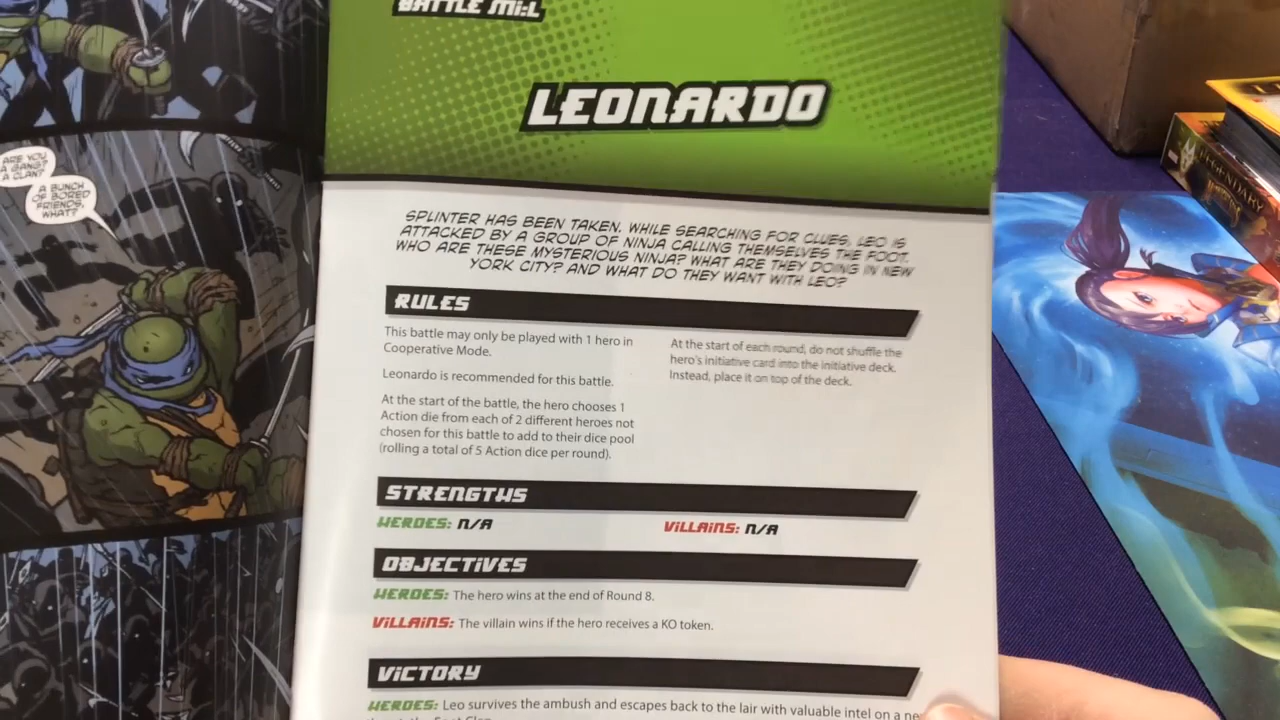 BATTLE Mi:L
LEONARDO
ARE YOU
A GANG?
A CLAN?
A BUNCH
OF BORED
FRIENDS,
WHAT?
SPLINTER HAS BEEN TAKEN. WHILE SEARCHING FOR CLUES, LEO IS
ATTACKED BY A GROUP OF NINJA CALLING THEMSELVES THE FOOT.
WHO ARE THESE MYSTERIOUS NINJA? WHAT ARE THEY DOING IN NEW
YORK CITY? AND WHAT DO THEY WANT WITH LEO?
RULES
This battle may only be played with 1 hero in
Cooperative Mode.
Leonardo is recommended for this battle.
At the start of the battle, the hero chooses 1
Action die from each of 2 different heroes not
chosen for this battle to add to their dice pool
(rolling a total of 5 Action dice per round).
At the start of each round, do not shuffle the
hero's initiative card into the initiative deck.
Instead, place it on top of the deck.
STRENGTHS
HEROES: N/A
ViLLAiNS: N/A
OBJECTiVES
HEROES: The hero wins at the end of Round 8.
ViLLAiNS: The villain wins if the hero receives a KO token.
ViCTORY
HEROES: Leo survives the ambush and escapes back to the lair with valuable intel on a ne
LEGENDARY